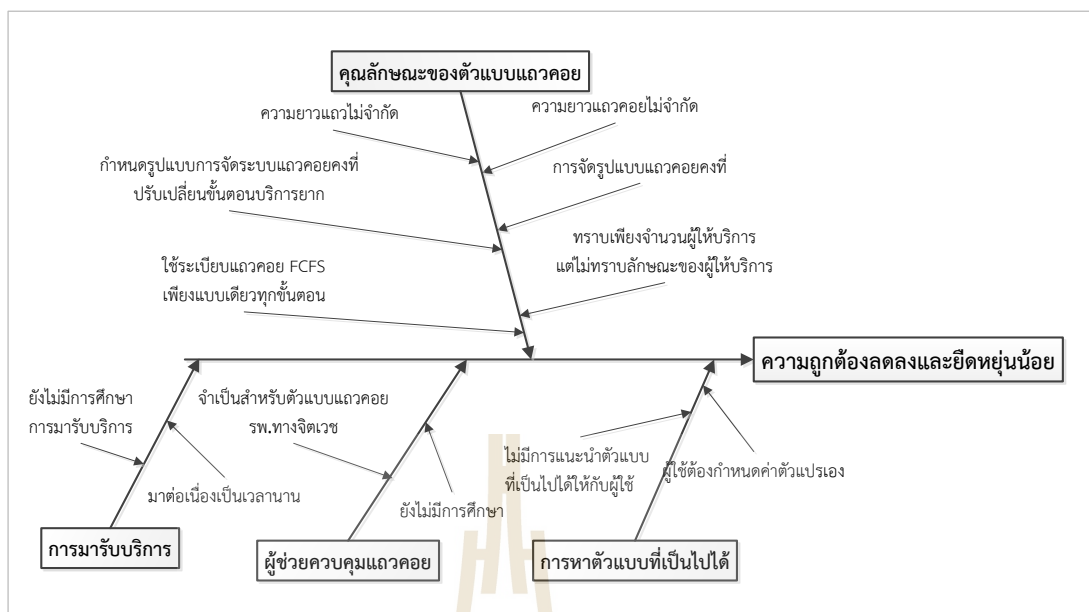 คุณลักษณะของตัวแบบแถวคอย
ความยาวแถวไม่จำกัด
ความยาวแถวคอยไม่จำกัด
กำหนดรูปแบบการจัดระบบแถวคอยคงที่
ปรับเปลี่ยนขั้นตอนบริการยาก
การจัดรูปแบบแถวคอยคงที่
ทราบเพียงจำนวนผู้ให้บริการ
แต่ไม่ทราบลักษณะของผู้ให้บริการ
ใช้ระเบียบแถวคอย FCFS
เพียงแบบเดียวทุกขั้นตอน
ความถูกต้องลดลงและยืดหยุ่นน้อย
ยังไม่มีการศึกษา
การมารับบริการ
มาต่อเนื่องเป็นเวลานาน
การมารับบริการ
จำเป็นสำหรับตัวแบบแถวคอย
รพ.ทางจิตเวช
ยังไม่มีการศึกษา
ผู้ช่วยควบคุมแถวคอย
ไม่มีการแนะนำตัวแบบ
ที่เป็นไปได้ให้กับผู้ใช้
ผู้ใช้ต้องกำหนดค่าตัวแปรเอง
การหาตัวแบบที่เป็นไปได้